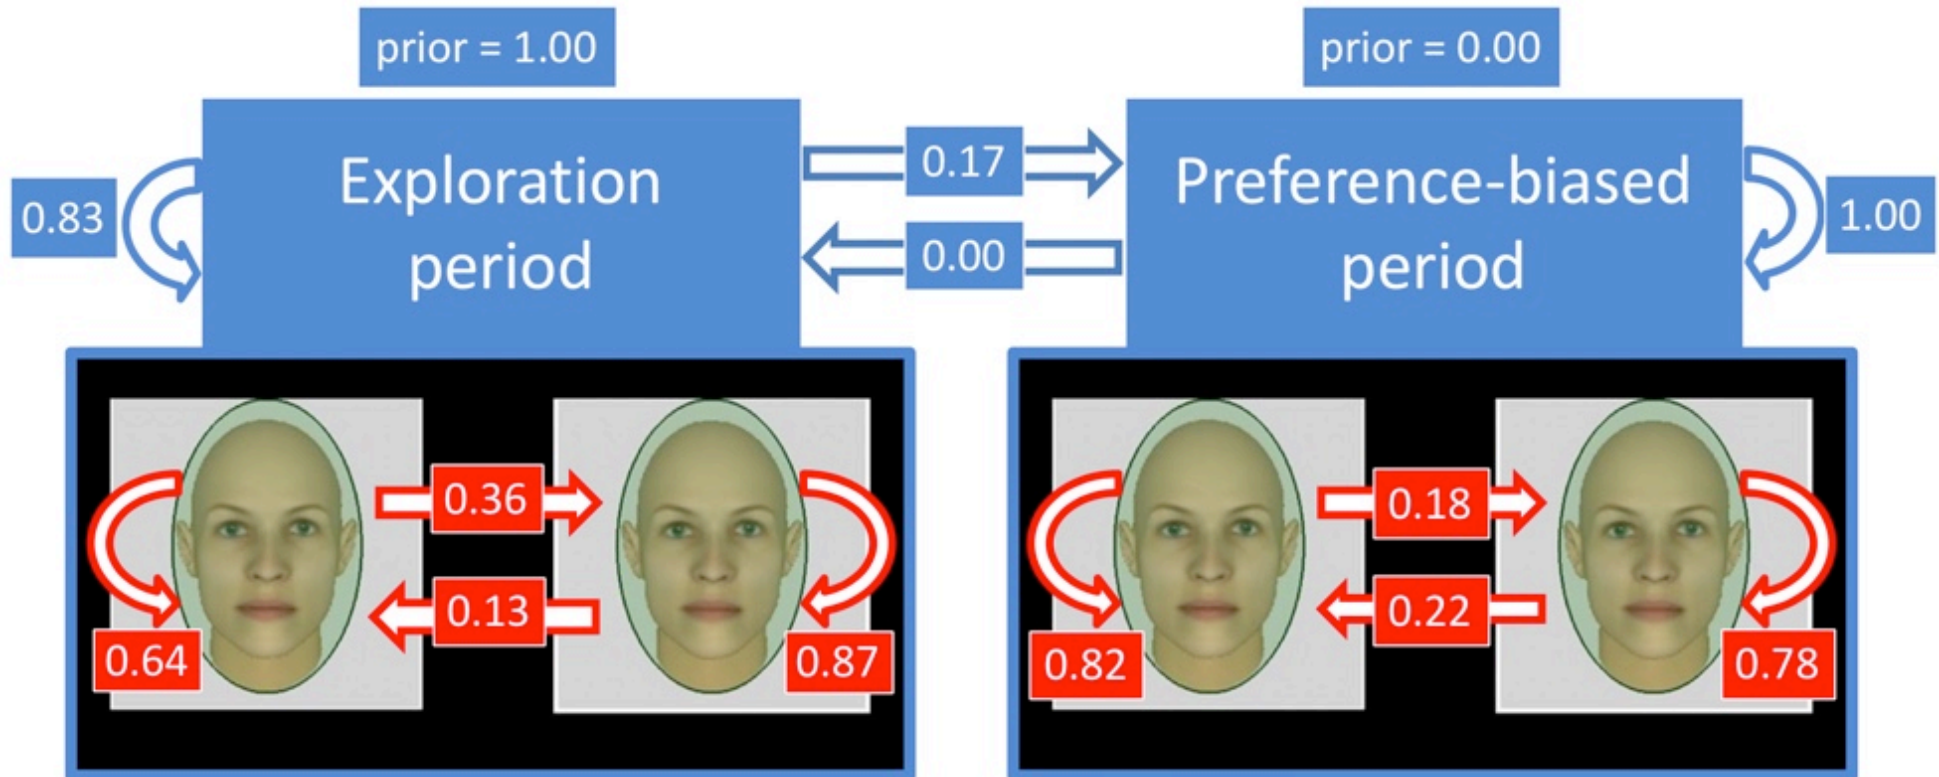 prior = 1.00
prior = 0.00
Exploration
period
Preference-biased
period
0.83
0.17
0.00
1.00
0.36
0.13
0.64
0.87
0.18
0.22
0.82
0.78